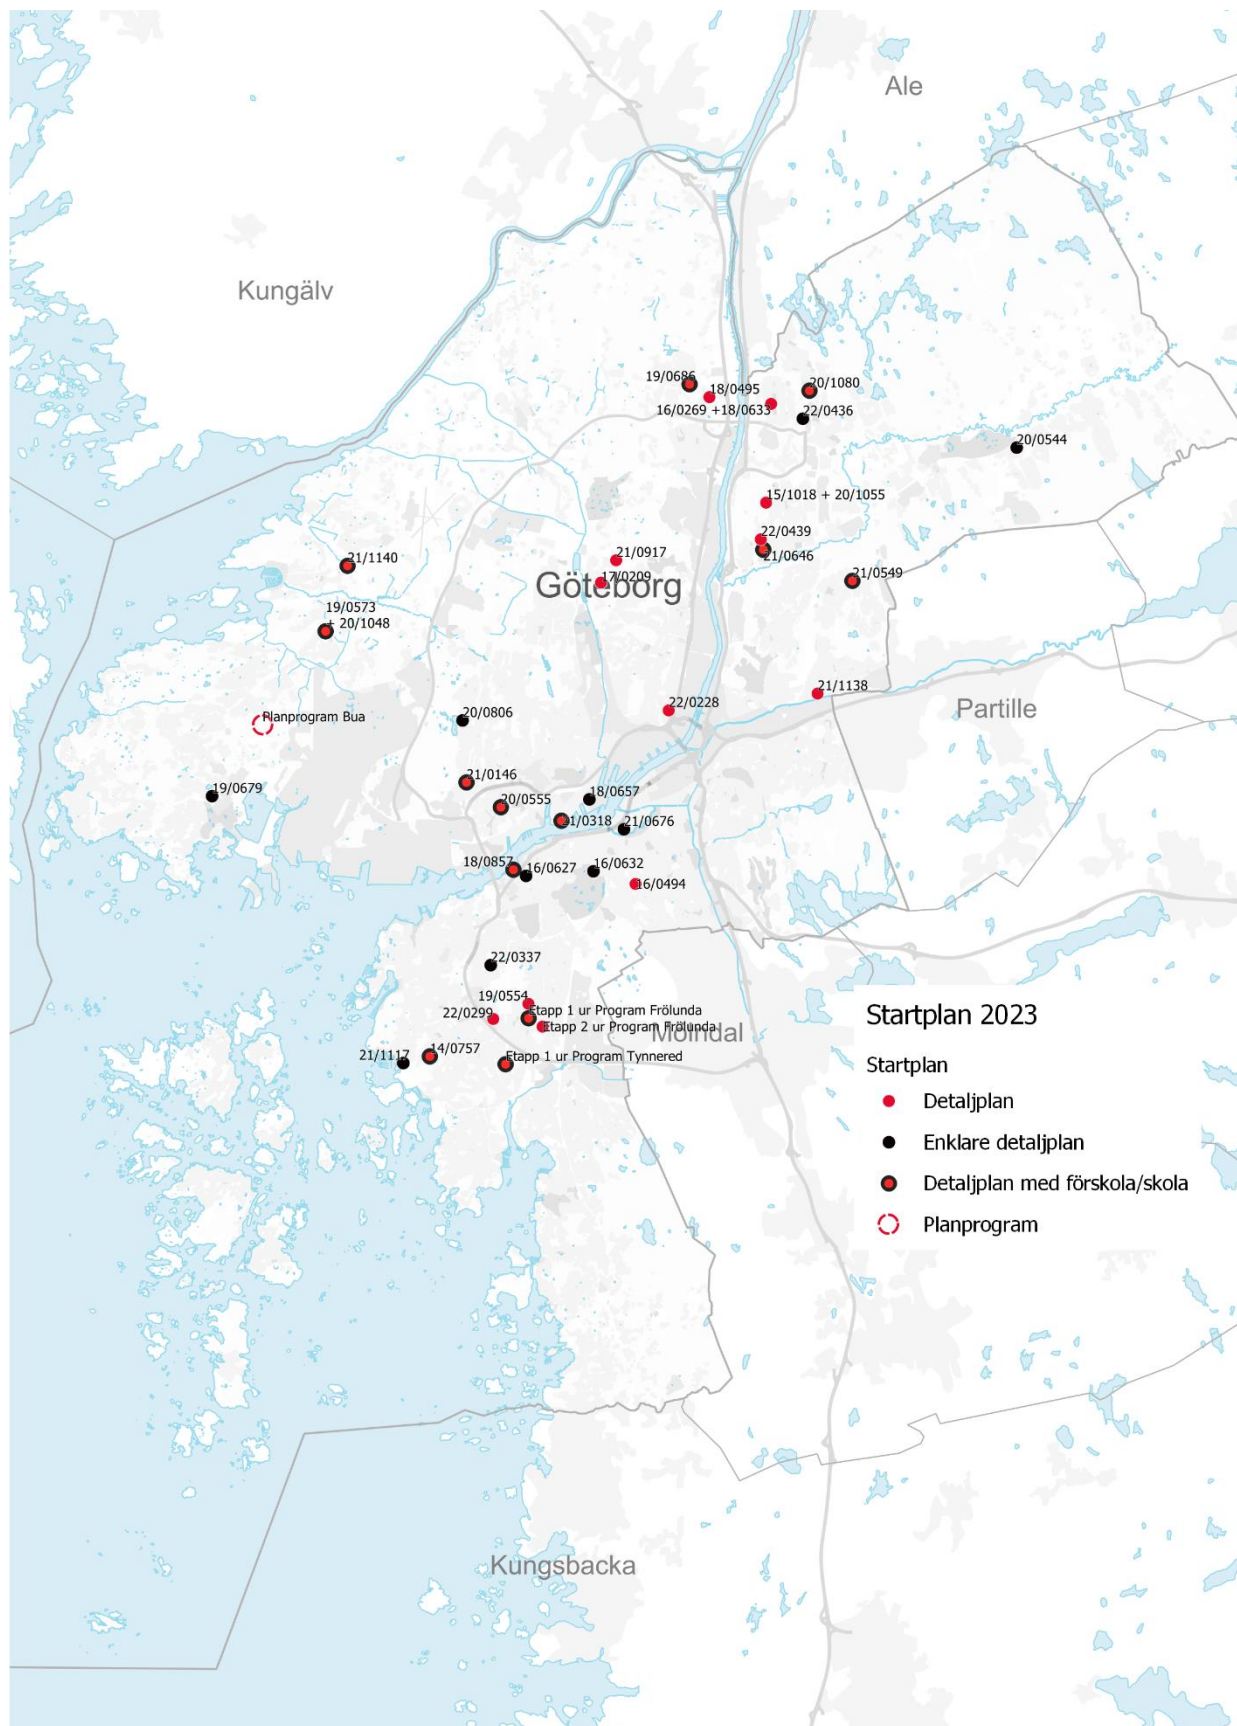 Ale
Kungälv
19/0686
18/0495
20/1080
16/0269 +18/0633
22/0436
20/0544
15/1018 + 20/1055
22/0439
21/0646
21/0917
21/1140
17/0209
Göteborg
21/0549
19/0573
+ 20/1048
21/1138
22/0228
Partille
Planprogram Bua
20/0806
21/0146
19/0679
20/0555
18/0657
21/0318
21/0676
18/0857
16/0627
16/0632
16/0494
22/0337
19/0554
22/0299
Etapp 1 ur Program Frölunda
Etapp 2 ur Program Frölunda
Mölndal
21/1117
14/0757
Etapp 1 ur Program Tynnered
Startplan 2023
Startplan
Detaljplan
Enklare detaljplan
Detaljplan med förskola/skola
Planprogram
Kungsbacka